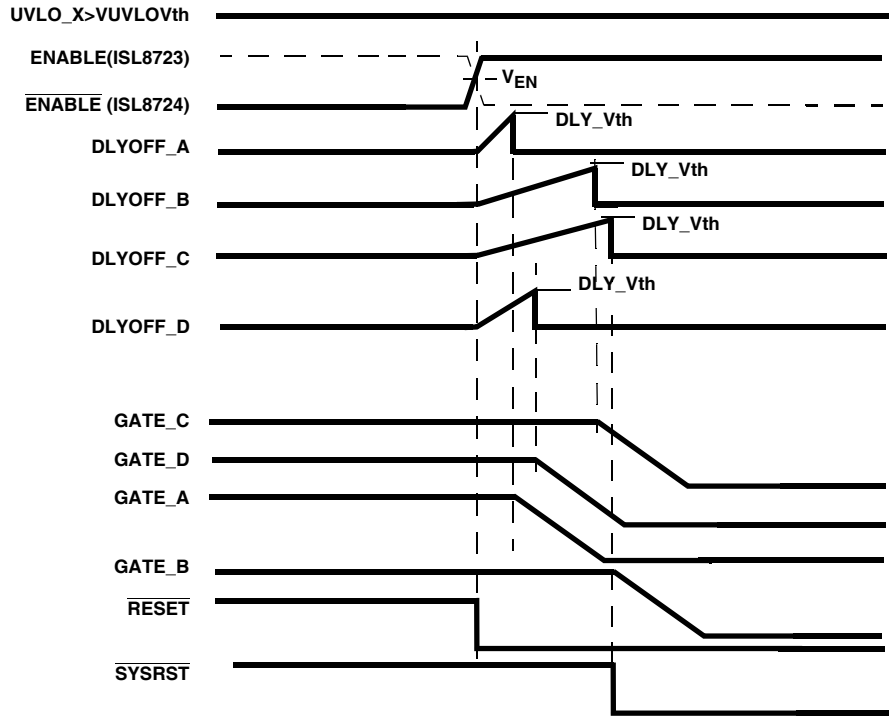 UVLO_X>VUVLOVth
ENABLE(ISL8723)
VEN
ENABLE (ISL8724)
DLY_Vth
DLYOFF_A
DLY_Vth
DLYOFF_B
DLY_Vth
DLYOFF_C
DLY_Vth
DLYOFF_D
GATE_C
GATE_D
GATE_A
GATE_B
RESET
SYSRST